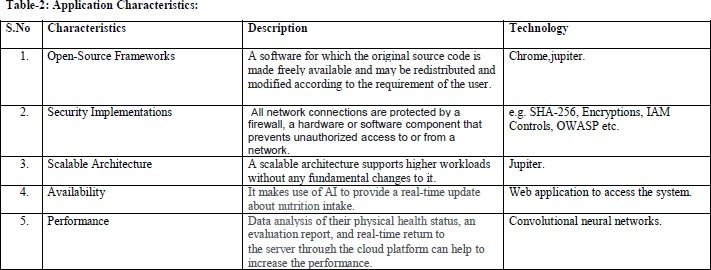 Table-2: Application Characteristics:
S.No Characteristics Description Technology
1. Open-Source Frameworks A software for which the original source code is Chrome,jupiter.
made freely available and may be redistributed and
modified according to the requirement of the user.
2. Security Implementations All network connections are protected by a e.g. SHA-256, Encryptions, IAM
firewall, a hardware or software component that Controls, OWASP etc.
prevents unauthorized access to or from a
network.
3. Scalable Architecture A scalable architecture supports higher workloads Jupiter.
without any fundamental changes to it.
4. Availability It makes use of AI to provide a real-time update Web application to access the system.
about nutrition intake.
5. Performance Data analysis of their physical health status, an Convolutional neural networks.
evaluation report, and real-time return to
the server through the cloud platform can help to
increase the performance.